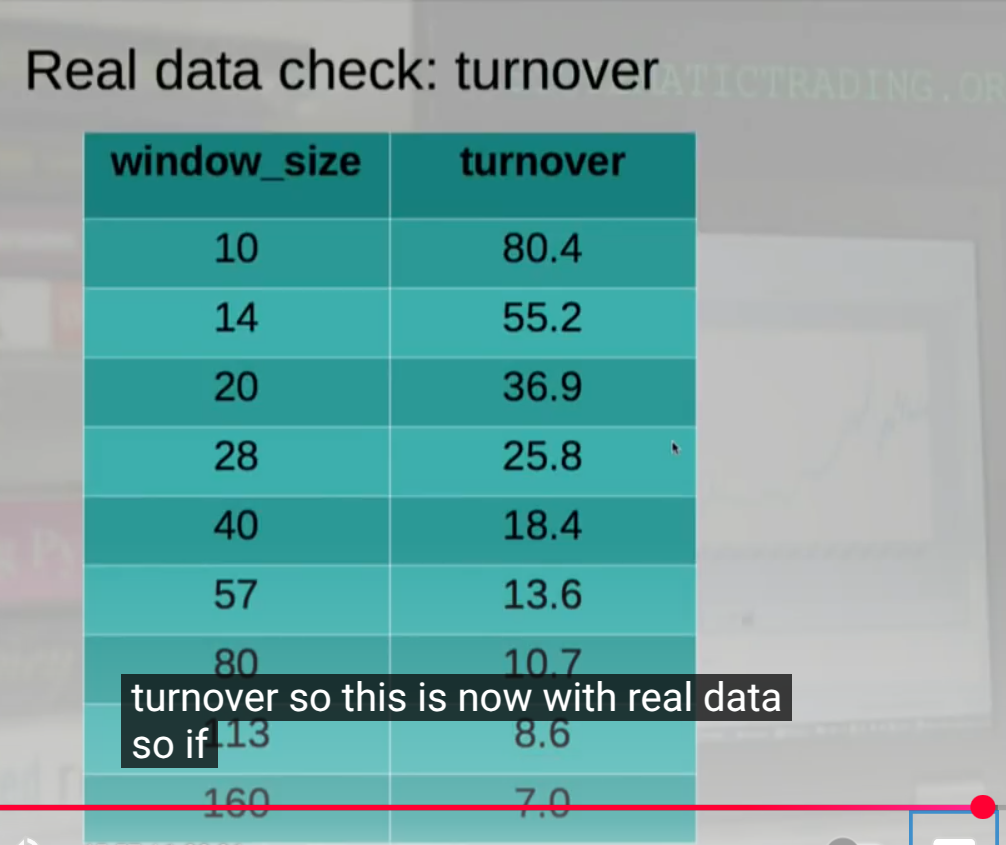 Real data check: turnover
ATICTRADING.OR
window_size turnover
10 80.4
14 55.2
20 36.9
28 25.8
40 18.4
57 13.6
80 10.7
113 8.6
160 7.0
turnover so this is now with real data
so if